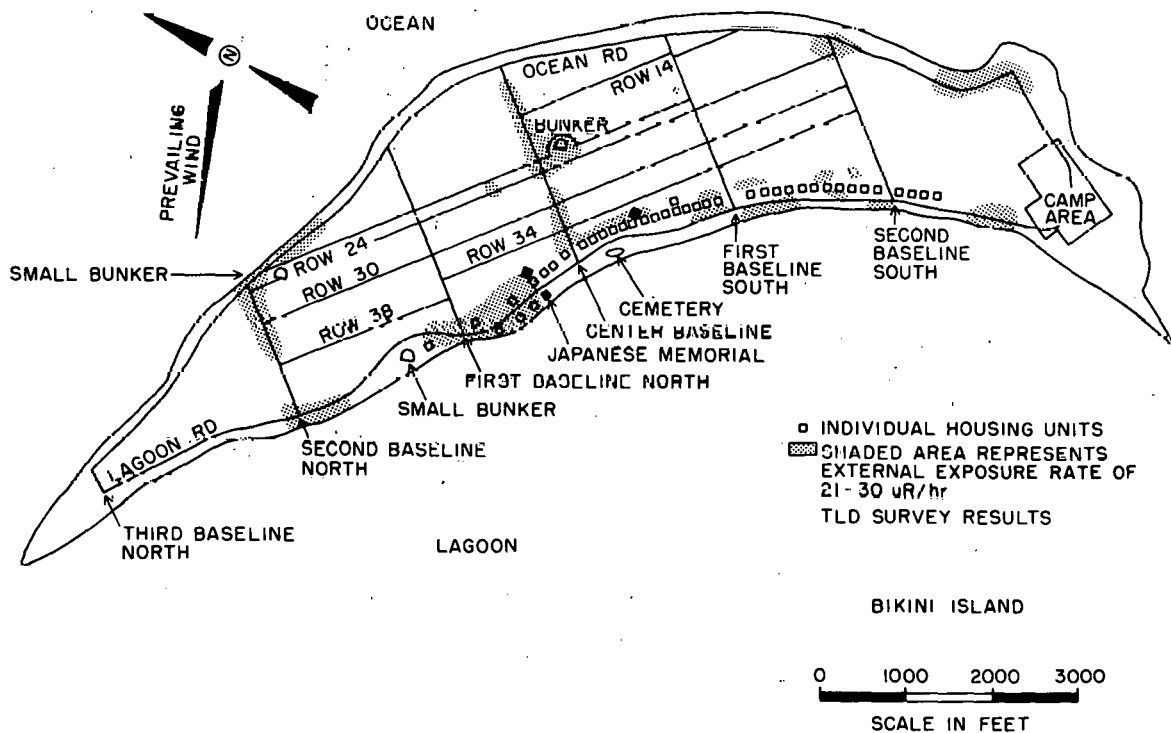 OCEAN
N
PREVAILING
WIND
OCEAN RD
ROW 14
BUNKER
CAMP
AREA
SMALL BUNKER
ROW 24
ROW 30
ROW 34
ROW 38
FIRST
BASELINE
SOUTH
SECOND
BASELINE
SOUTH
CEMETERY
CENTER BASELINE
JAPANESE MEMORIAL
FIRST BASELINE NORTH
SMALL BUNKER
SECOND BASELINE
NORTH
LAGOON RD
THIRD BASELINE
NORTH
LAGOON
INDIVIDUAL HOUSING UNITS
SHADED AREA REPRESENTS
EXTERNAL EXPOSURE RATE OF
21-30 uR/hr
TLD SURVEY RESULTS
BIKINI ISLAND
0 1000 2000 3000
SCALE IN FEET